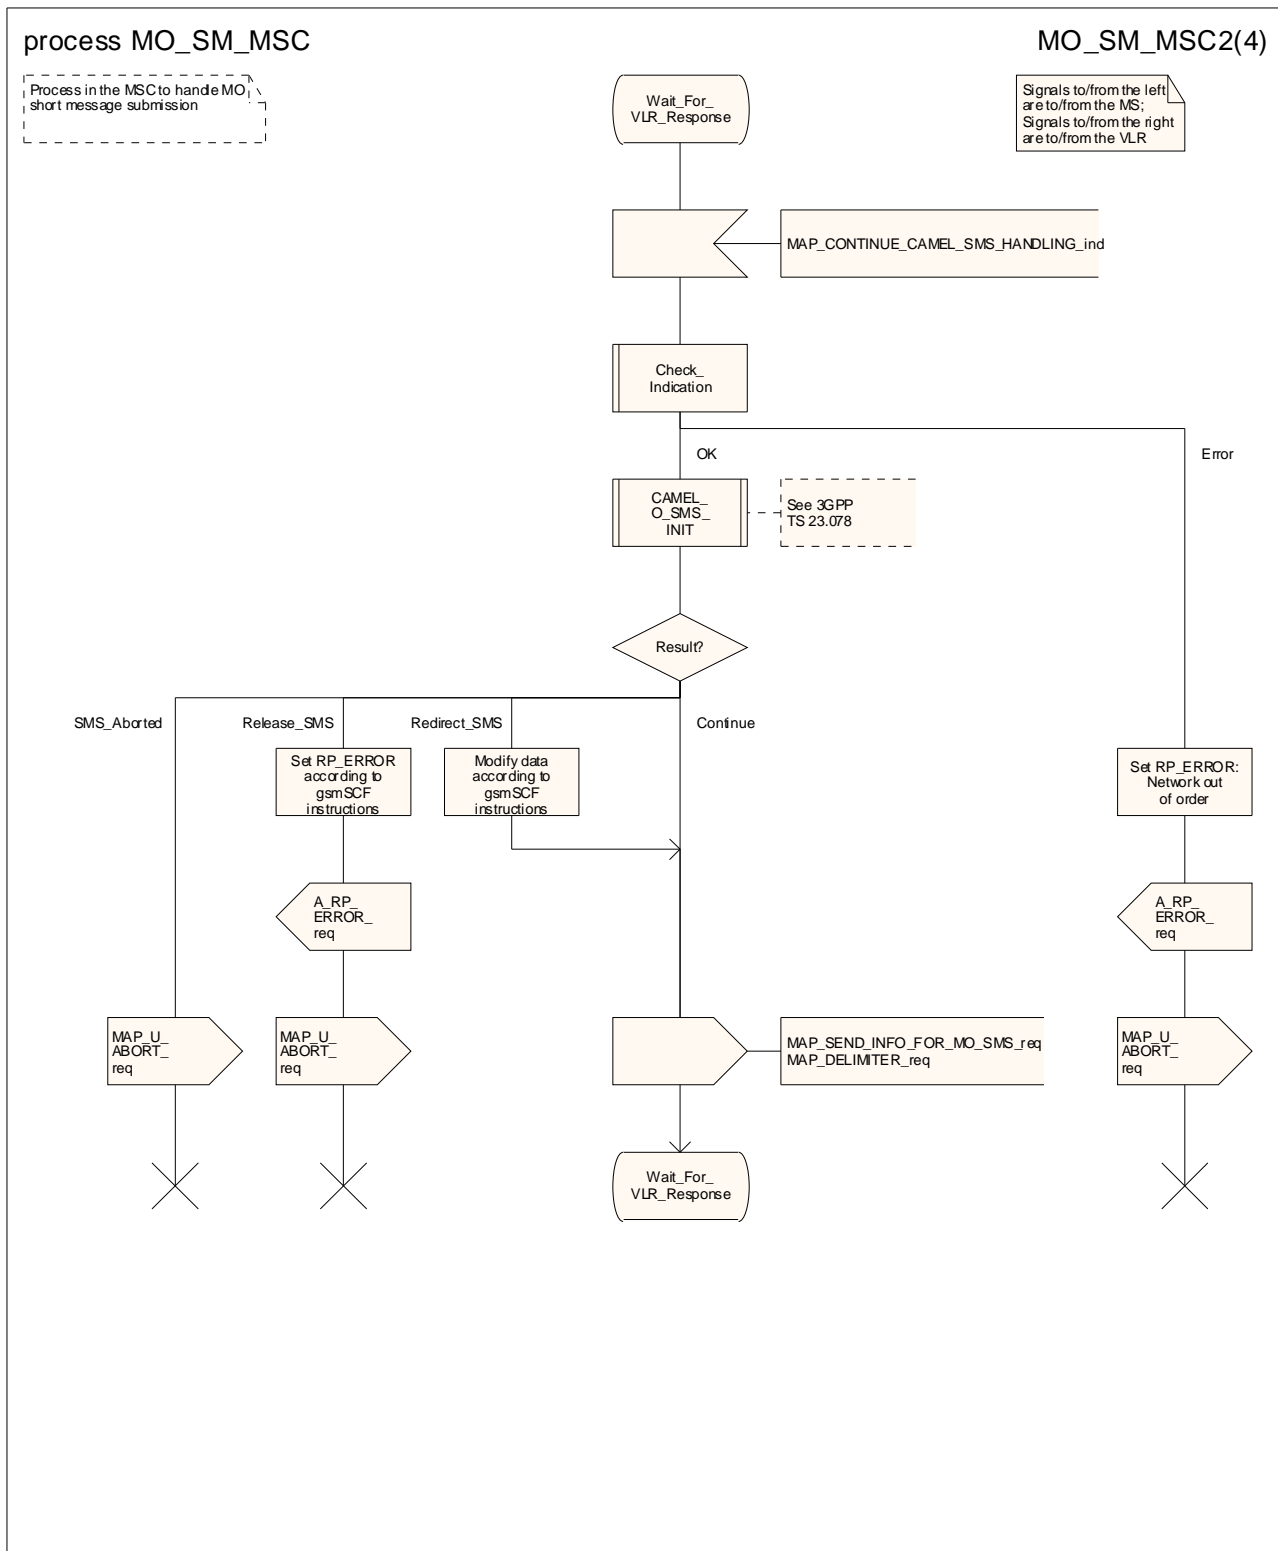 process MO_SM_MSC
MO_SM_MSC2(4)
Process in the MSC to handle MO
short message submission
Wait_For_
VLR_Response
Signals to/from the left
are to/from the MS;
Signals to/from the right
are to/from the VLR
MAP_CONTINUE_CAMEL_SMS_HANDLING_ind
Check_
Indication
OK
Error
CAMEL_
O_SMS_
INIT
See 3GPP
TS 23.078
Result?
SMS_Aborted
Release_SMS
Redirect_SMS
Continue
Set RP_ERROR
according to
gsmSCF
instructions
Modify data
according to
gsmSCF
instructions
Set RP_ERROR:
Network out
of order
A_RP_
ERROR_
req
A_RP_
ERROR_
req
MAP_U_
ABORT_
req
MAP_U_
ABORT_
req
MAP_SEND_INFO_FOR_MO_SMS_req
MAP_DELIMITER_req
MAP_U_
ABORT_
req
Wait_For_
VLR_Response